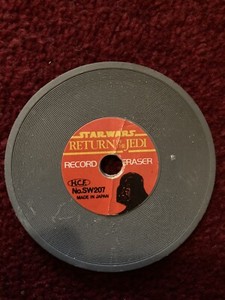 STAR WARS
RETURN OF THE JEDI
RECORD ERASER
H.C.F.
No.SW207
MADE IN JAPAN